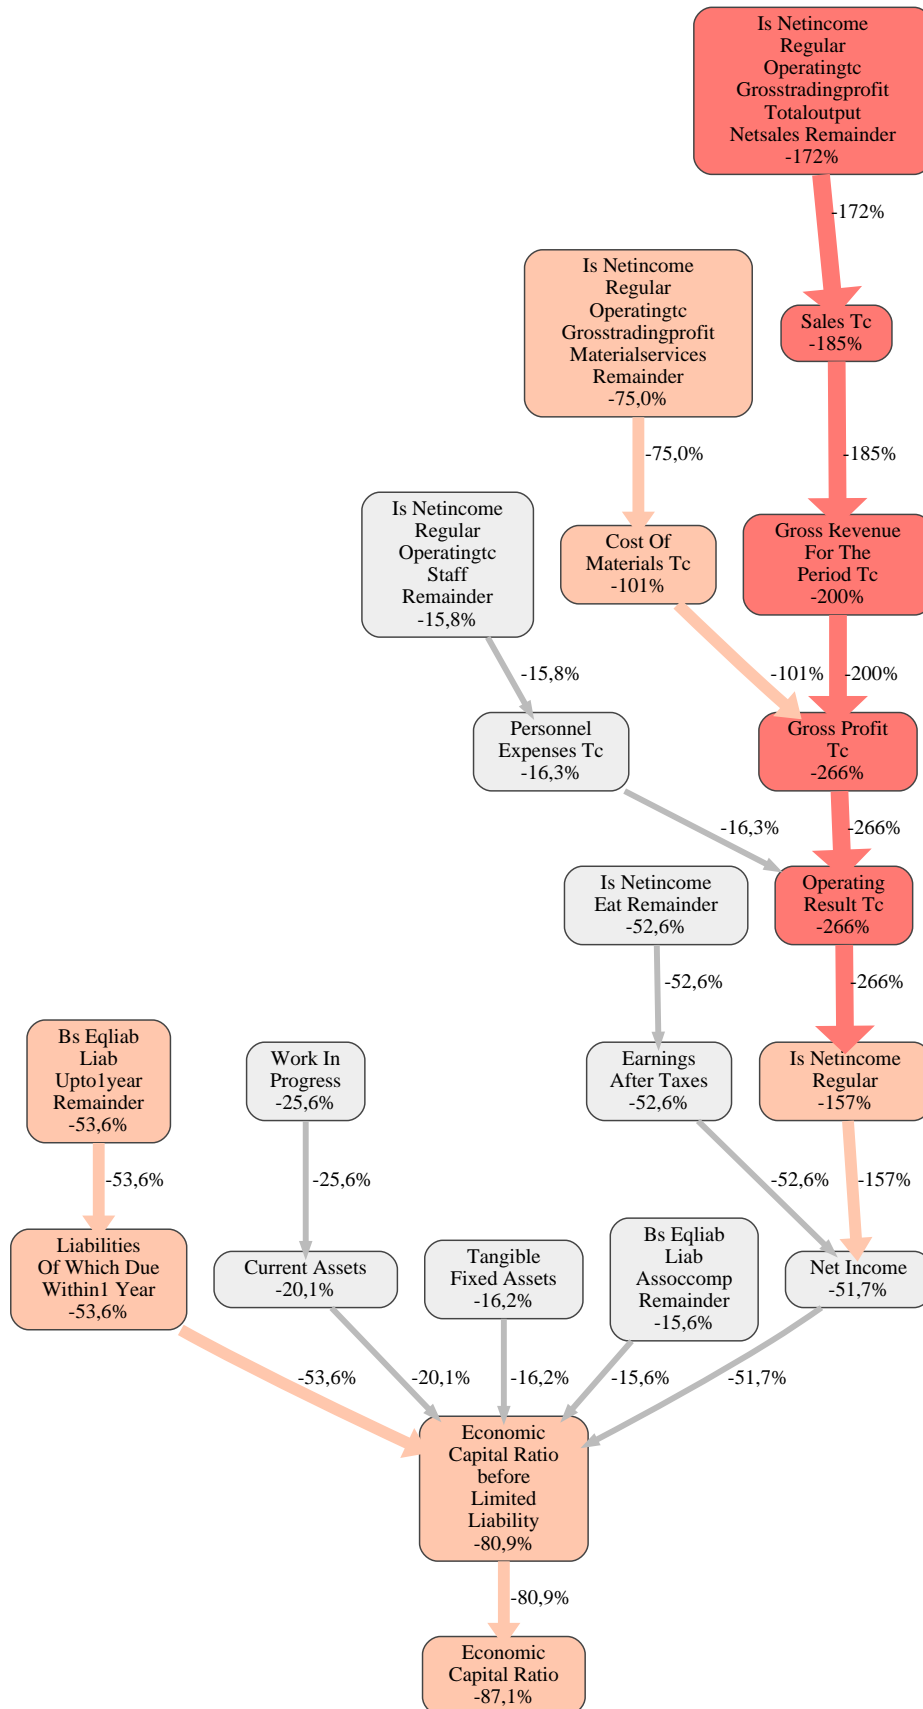 Is Netincome
Regular
Operatingtc
Grosstradingprofit
Totaloutput
Netsales Remainder
-172%
-172%
Is Netincome
Regular
Operatingtc
Grosstradingprofit
Materialservices
Remainder
-75,0%
Sales Tc
-185%
-75,0%
-185%
Is Netincome
Regular
Operatingtc
Staff
Remainder
-15,8%
Cost Of
Materials Tc
-101%
Gross Revenue
For The
Period Tc
-200%
-15,8%
-101%
-200%
Personnel
Expenses Tc
-16,3%
Gross Profit
Tc
-266%
-16,3%
-266%
Is Netincome
Eat Remainder
-52,6%
Operating
Result Tc
-266%
-52,6%
-266%
Bs Eqliab
Liab
Upto1year
Remainder
-53,6%
Work In
Progress
-25,6%
Earnings
After Taxes
-52,6%
Is Netincome
Regular
-157%
-53,6%
-25,6%
-52,6%
-157%
Liabilities
Of Which Due
Within1 Year
-53,6%
Current Assets
-20,1%
Tangible
Fixed Assets
-16,2%
Bs Eqliab
Liab
Assoccomp
Remainder
-15,6%
Net Income
-51,7%
-53,6%
-20,1%
-16,2%
-15,6%
-51,7%
Economic
Capital Ratio
before
Limited
Liability
-80,9%
-80,9%
Economic
Capital Ratio
-87,1%